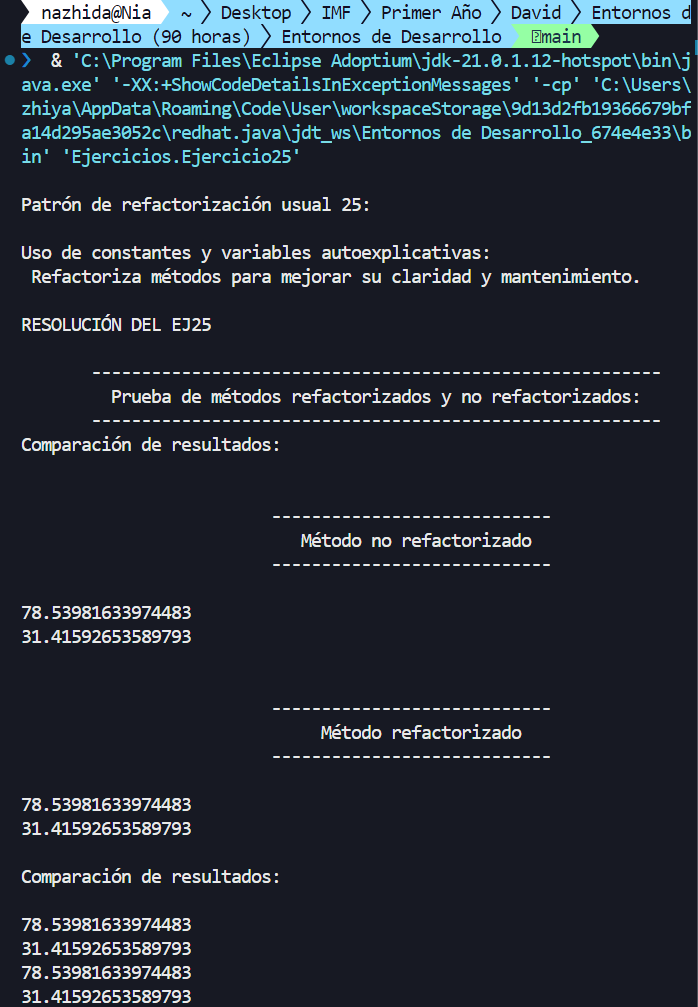 nazhida@Nia ~ Desktop IMF Primer Año David Entornos d
e Desarrollo (90 horas) Entornos de Desarrollo main
& 'C:\Program Files\Eclipse Adoptium\jdk-21.0.1.12-hotspot\bin\j
ava.exe' '-XX:+ShowCodeDetailsInExceptionMessages' '-cp' 'C:\Users\
zhiya\AppData\Roaming\Code\User\workspaceStorage\9d13d2fb19366679bf
a14d295ae3052c\redhat.java\jdt_ws\Entornos de Desarrollo_674e4e33\b
in' 'Ejercicios.Ejercicio25'
Patrón de refactorización usual 25:
Uso de constantes y variables autoexplicativas:
Refactoriza métodos para mejorar su claridad y mantenimiento.
RESOLUCIÓN DEL EJ25
---------------------------------------------------------
Prueba de métodos refactorizados y no refactorizados:
---------------------------------------------------------
Comparación de resultados:
----------------------------
Método no refactorizado
----------------------------
78.53981633974483
31.41592653589793
----------------------------
Método refactorizado
----------------------------
78.53981633974483
31.41592653589793
Comparación de resultados:
78.53981633974483
31.41592653589793
78.53981633974483
31.41592653589793